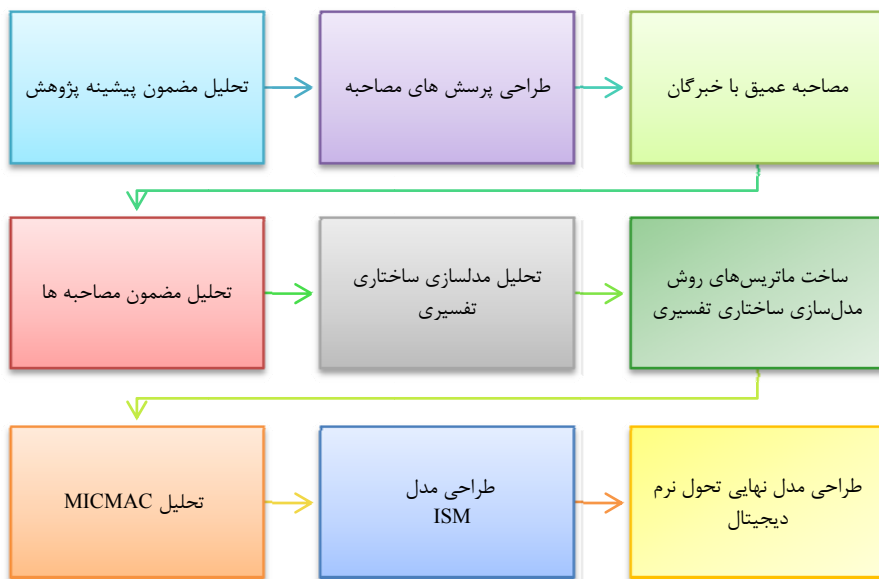 تحلیل مضمون پیشینه پژوهش
طراحی پرسش های مصاحبه
مصاحبه عمیق با خبرگان
تحلیل مضمون مصاحبه ها
تحلیل مدلسازی ساختاری
تفسیری
ساخت ماتریس‌های روش
مدل‌سازی ساختاری تفسیری
تحلیل MICMAC
طراحی مدل
ISM
طراحی مدل نهایی تحول نرم
دیجیتال